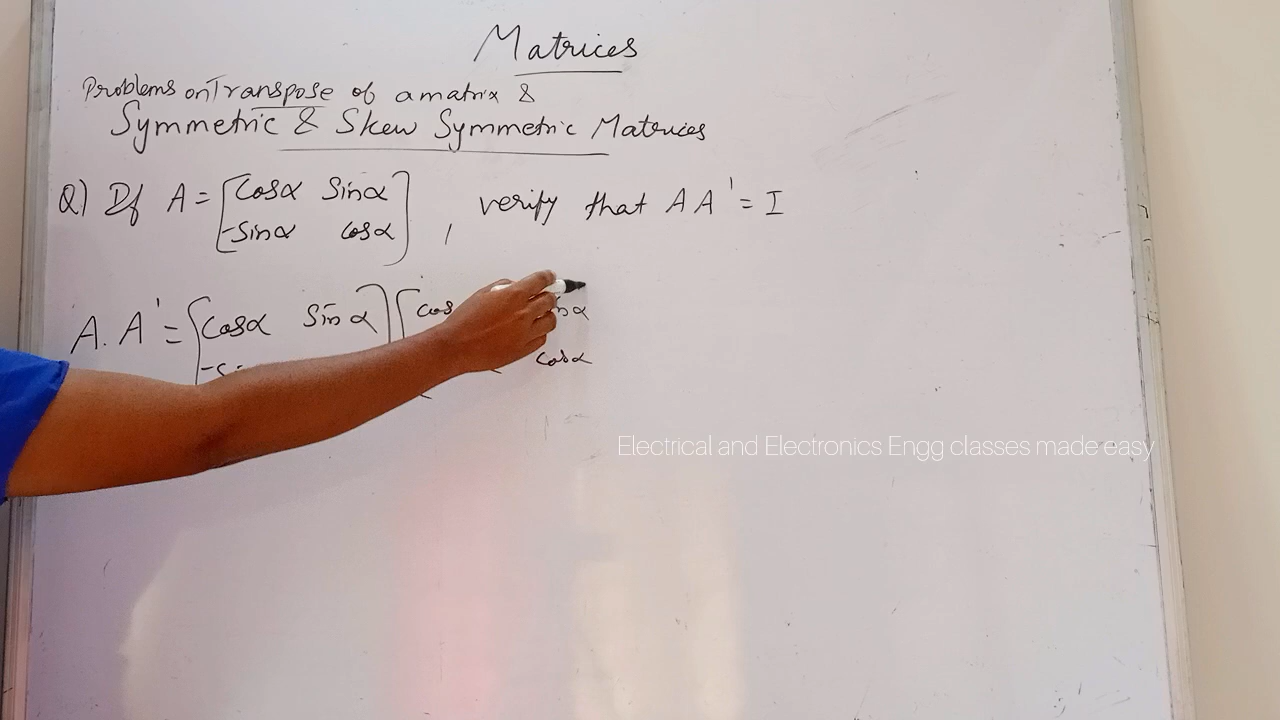 Matrices
Problems on Transpose of a matrix &
Symmetric & Skew Symmetric Matrices
Q) If A = [cosα sinα
-sinα cosα] , verify that A A' = I
A. A' = [cosα sinα] [cos
cosα
Electrical and Electronics Engg classes made easy